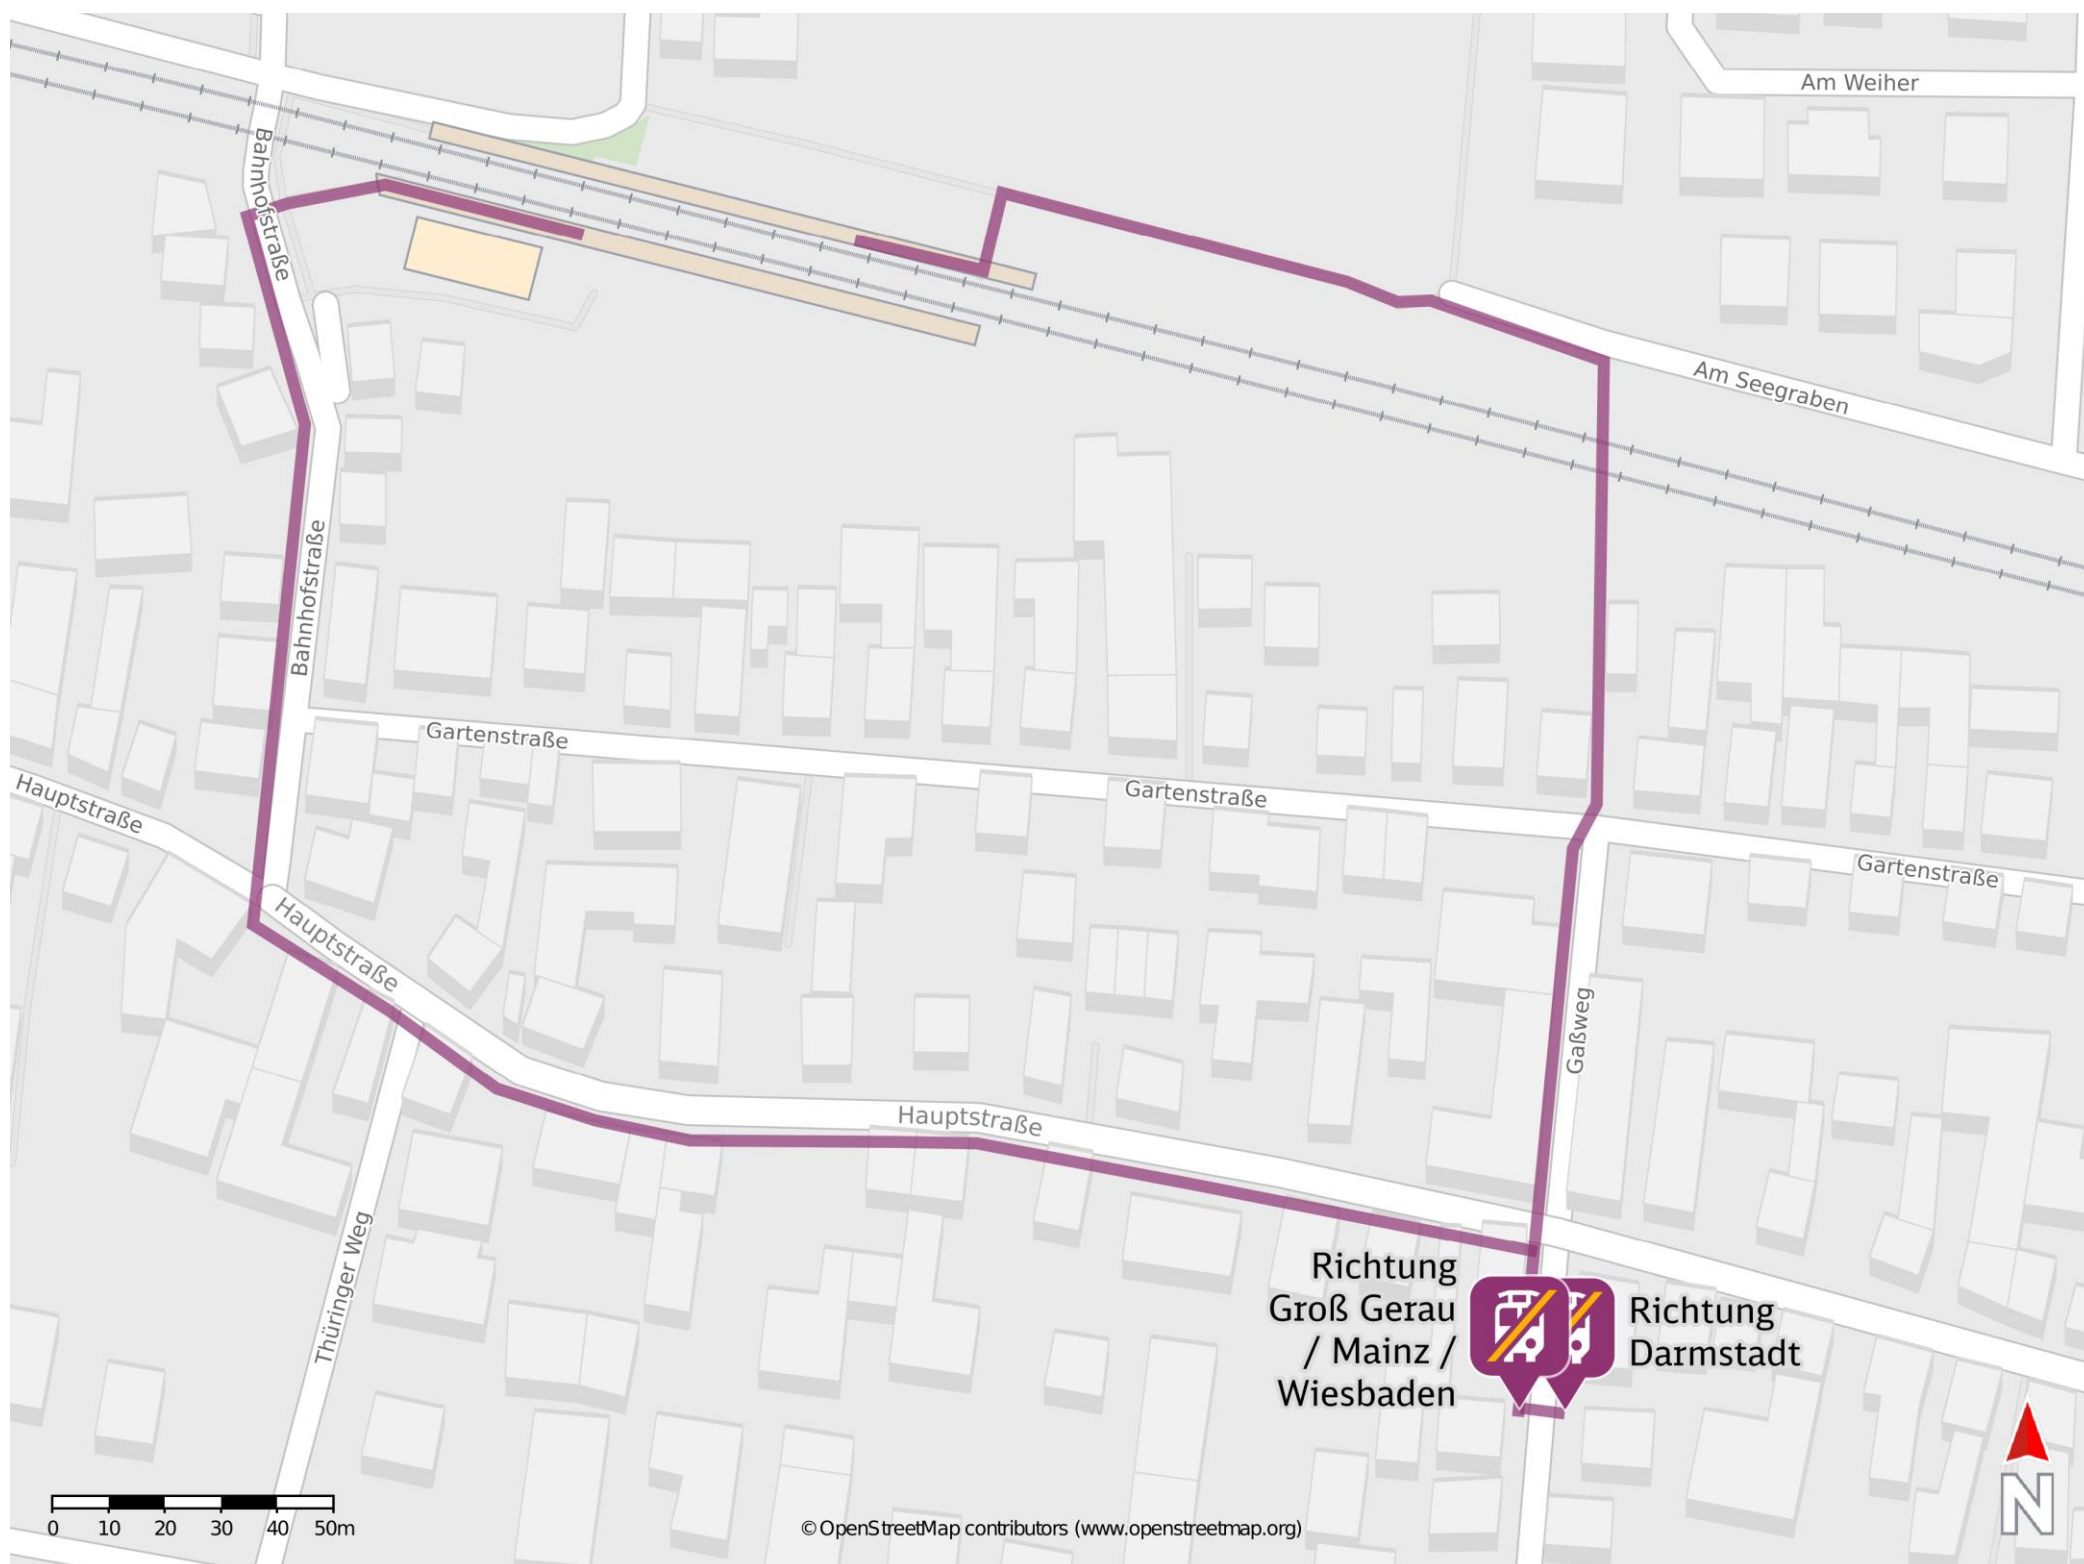 Am Weiher
Bahnhofstraße
Am Seegraben
Bahnhofstraße
Gartenstraße
Gartenstraße
Hauptstraße
Gartenstraße
Hauptstraße
Gaßweg
Hauptstraße
Thüringer Weg
Richtung
Groß Gerau
/ Mainz /
Wiesbaden
Richtung
Darmstadt
N
0 10 20 30 40 50m
© OpenStreetMap contributors (www.openstreetmap.org)